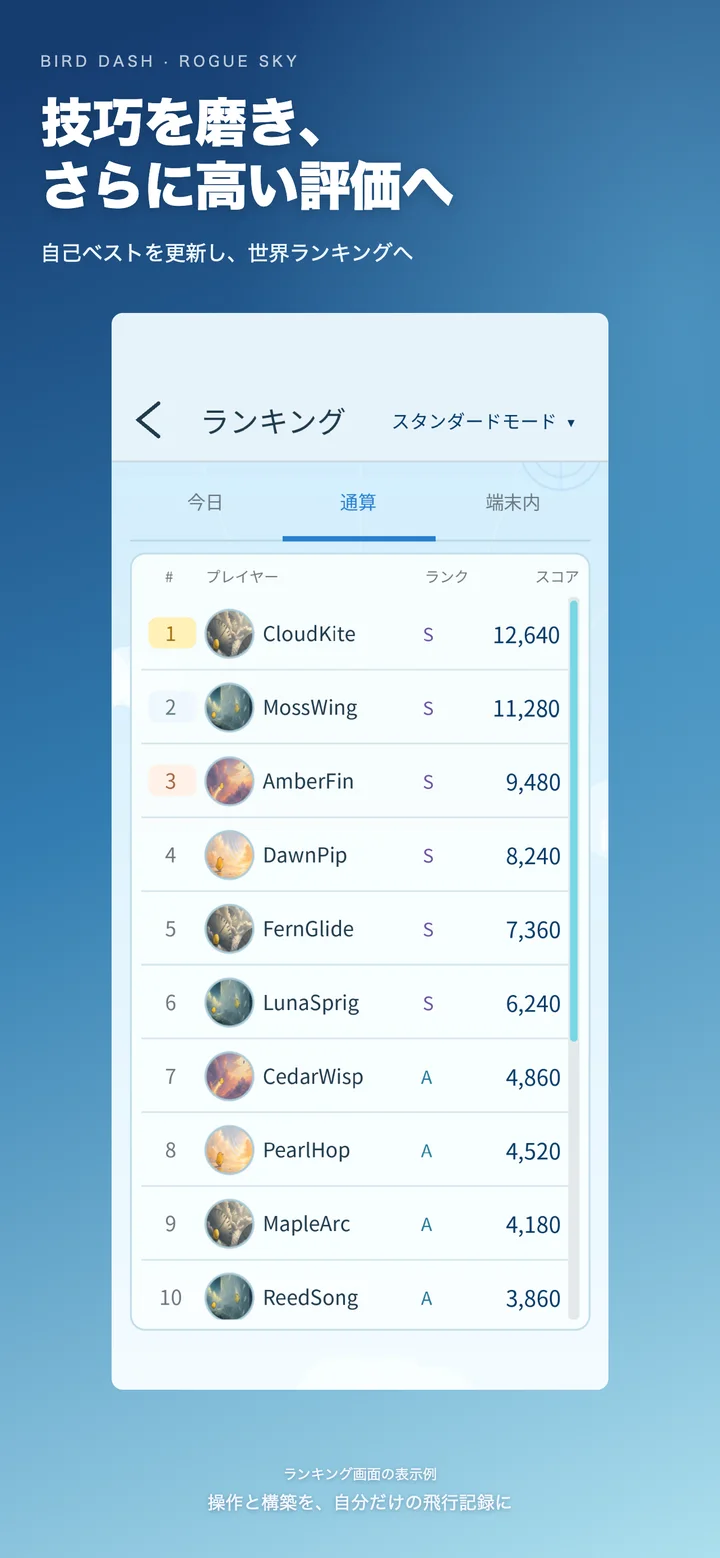 BIRD DASH · ROGUE SKY
技巧を磨き、
さらに高い評価へ
自己ベストを更新し、世界ランキングへ
ランキング スタンダードモード ▼
今日 通算 端末内
# プレイヤー ランク スコア
1 CloudKite S 12,640
2 MossWing S 11,280
3 AmberFin S 9,480
4 DawnPip S 8,240
5 FernGlide S 7,360
6 LunaSprig S 6,240
7 CedarWisp A 4,860
8 PearlHop A 4,520
9 MapleArc A 4,180
10 ReedSong A 3,860
ランキング画面の表示例
操作と構築を、自分だけの飛行記録に